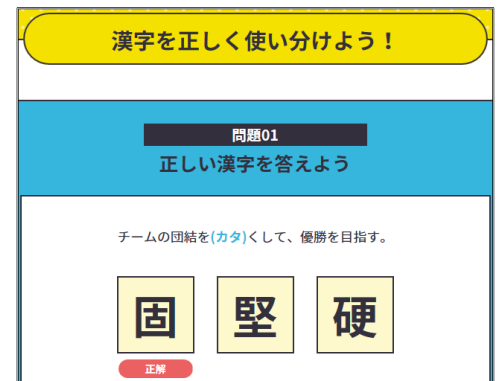 漢字を正しく使い分けよう！
問題01
正しい漢字を答えよう
チームの団結を(カタ)くして、優勝を目指す。
固 堅 硬
正解